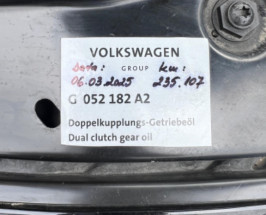 VOLKSWAGEN
GROUP
Data: km:
06.03.2025 235.107
G 052 182 A2
Doppelkupplungs-Getriebeöl
Dual clutch gear oil